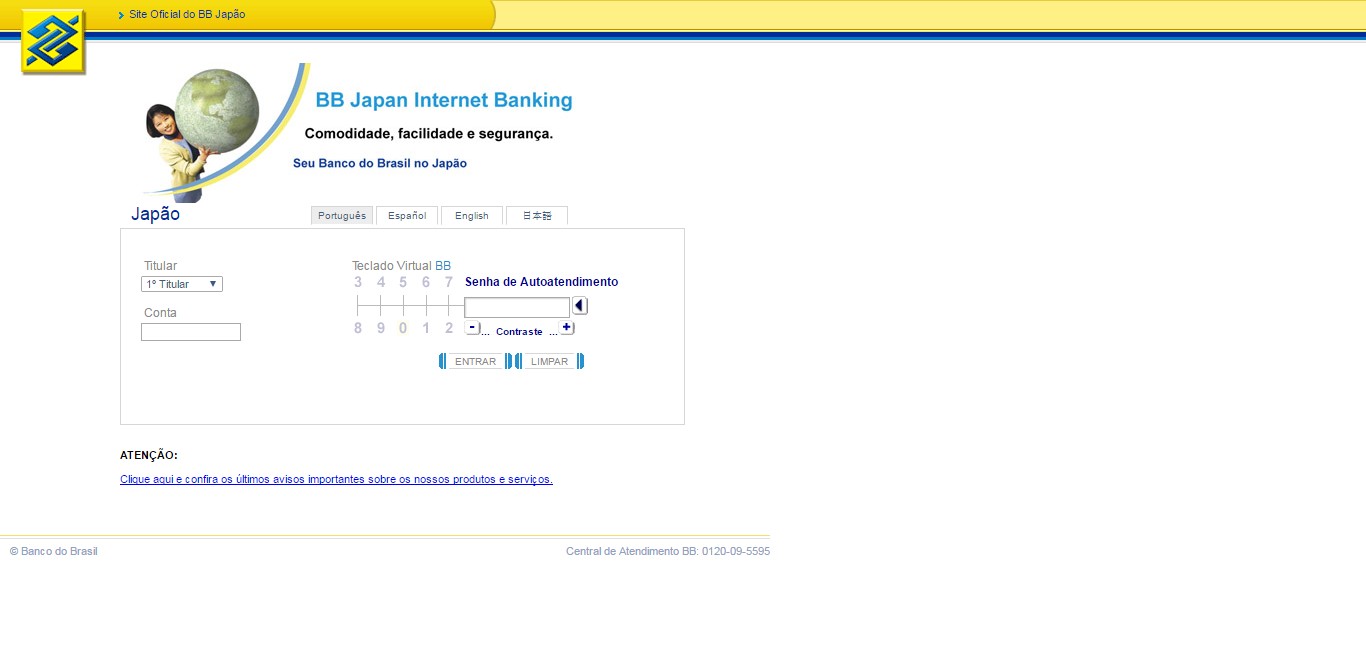 Site Oficial do BB Japão
BB Japan Internet Banking
Comodidade, facilidade e segurança.
Seu Banco do Brasil no Japão
Japão
Português Español English 日本語
Titular
1º Titular
Conta
Teclado Virtual BB
3 4 5 6 7 Senha de Autoatendimento
8 9 0 1 2 - ... Contraste ... +
ENTRAR LIMPAR
ATENÇÃO:
Clique aqui e confira os últimos avisos importantes sobre os nossos produtos e serviços.
© Banco do Brasil Central de Atendimento BB: 0120-09-5595